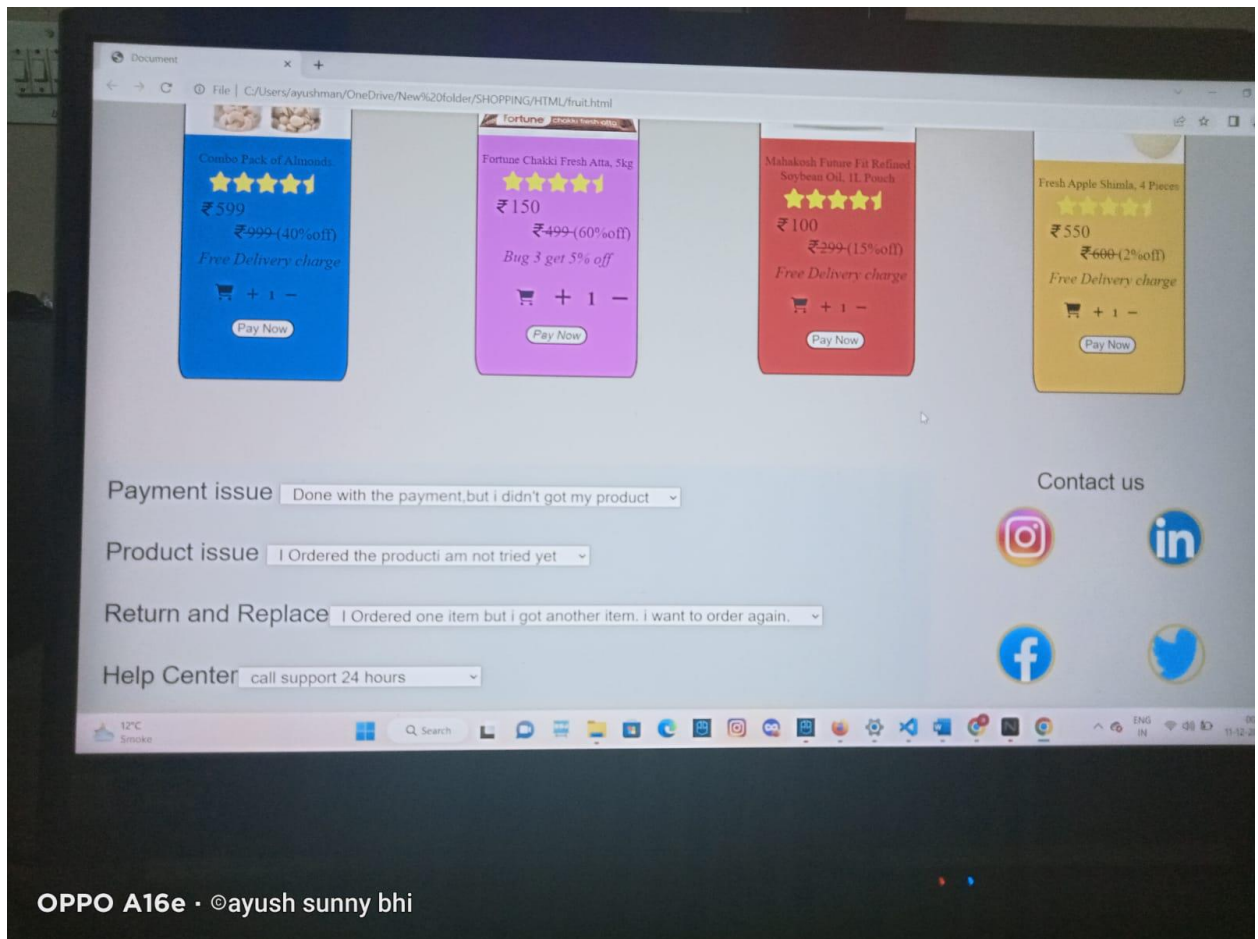 Document × +
File | C:/Users/ayushman/OneDrive/New%20folder/SHOPPING/HTML/fruit.html
fortune chakki fresh atta
Combo Pack of Almonds
₹599
₹999 (40%off)
Free Delivery charge
+ 1 −
Pay Now
Fortune Chakki Fresh Atta, 5kg
₹150
₹499 (60%off)
Bug 3 get 5% off
+ 1 −
Pay Now
Mahakosh Future Fit Refined
Soybean Oil, 1L Pouch
₹100
₹299 (15%off)
Free Delivery charge
+ 1 −
Pay Now
Fresh Apple Shimla, 4 Pieces
₹550
₹600 (2%off)
Free Delivery charge
+ 1 −
Pay Now
Payment issue Done with the payment,but i didn't got my product
Product issue I Ordered the producti am not tried yet
Return and Replace I Ordered one item but i got another item. i want to order again.
Help Center call support 24 hours
Contact us
in
f
12°C
Smoke
Search
ENG
IN
OPPO A16e · ©ayush sunny bhi